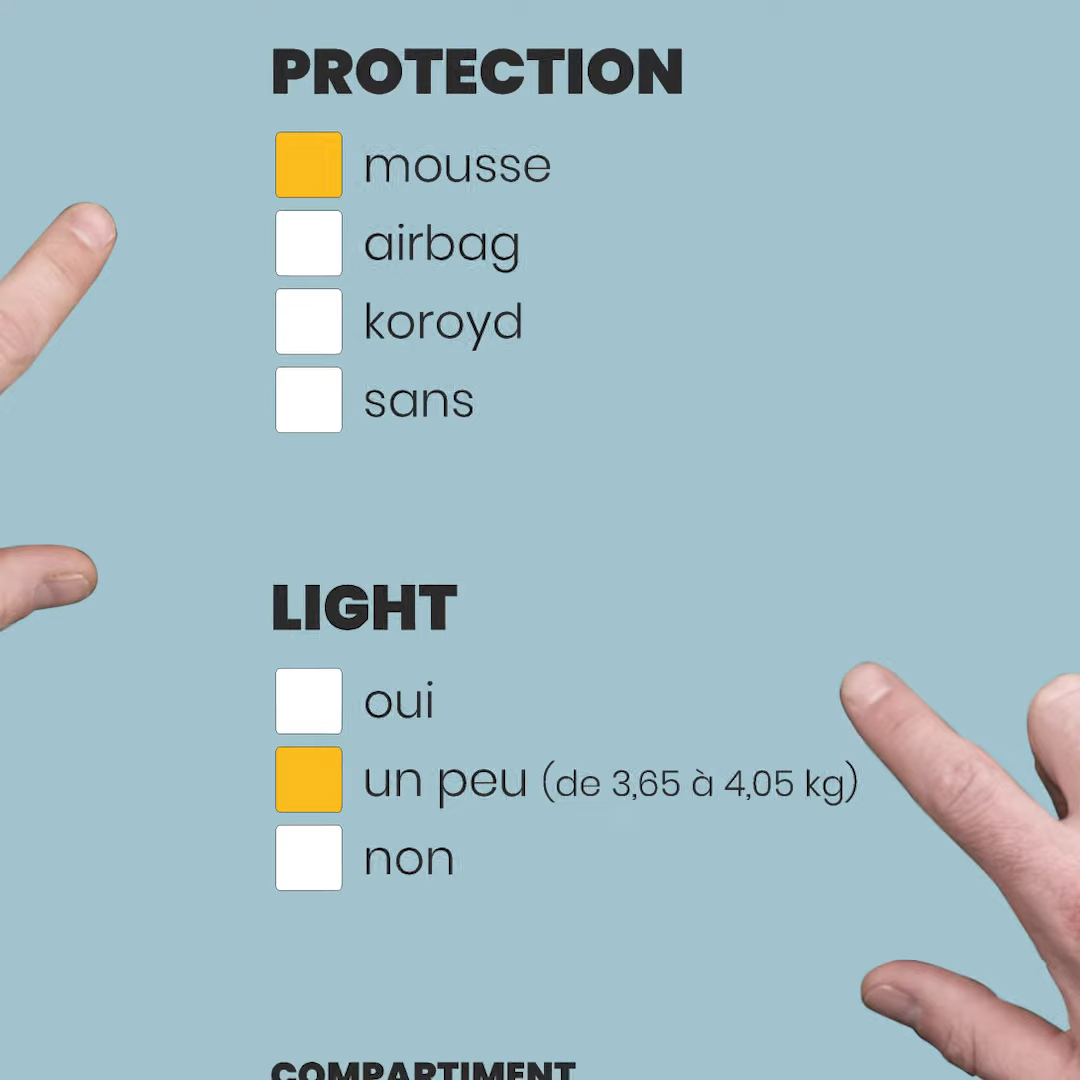 PROTECTION
mousse
airbag
koroyd
sans
LIGHT
oui
un peu (de 3,65 à 4,05 kg)
non
COMPARTIMENT